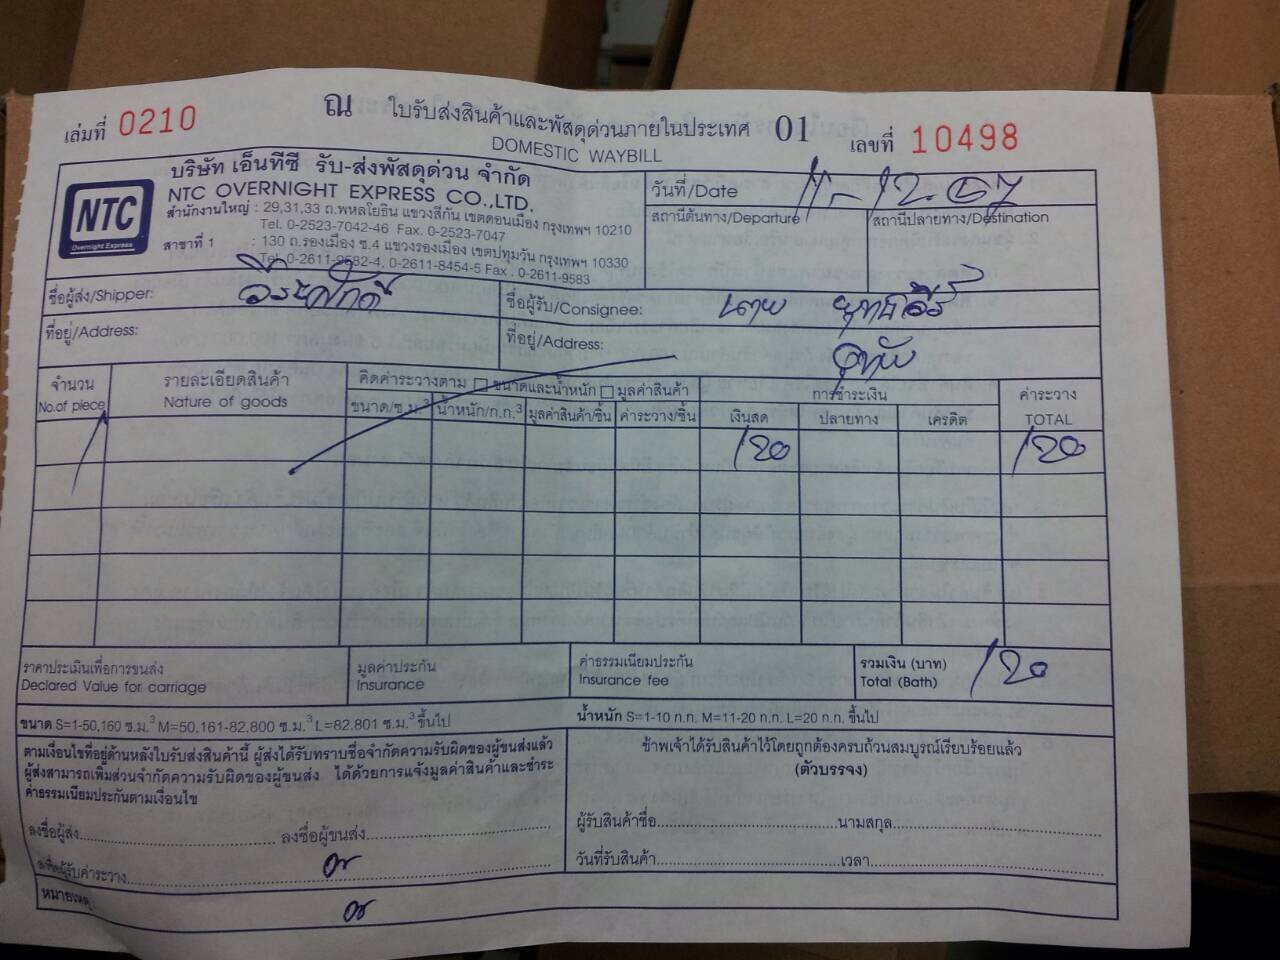 ณ ใบรับส่งสินค้าและพัสดุด่วนภายในประเทศ 01
เล่มที่ 0210
เลขที่ 10498
DOMESTIC WAYBILL
NTC
Overnight Express
บริษัท เอ็นทีซี รับ-ส่งพัสดุด่วน จำกัด
NTC OVERNIGHT EXPRESS CO.,LTD.
สำนักงานใหญ่ : 29,31,33 ถ.พหลโยธิน แขวงสีกัน เขตดอนเมือง กรุงเทพฯ 10210
Tel. 0-2523-7042-46 Fax. 0-2523-7047
สาขาที่ 1 : 130 ถ.รองเมือง ซ.4 แขวงรองเมือง เขตปทุมวัน กรุงเทพฯ 10330
Tel. 0-2611-9582-4, 0-2611-8454-5 Fax . 0-2611-9583
วันที่/Date 11-12-57
สถานีต้นทาง/Departure สถานีปลายทาง/Destination
ชื่อผู้ส่ง/Shipper: วีระศักดิ์ ชื่อผู้รับ/Consignee: นาย
ที่อยู่/Address: ที่อยู่/Address: อุทัย
จำนวน รายละเอียดสินค้า คิดค่าระวางตาม ขนาดและน้ำหนัก มูลค่าสินค้า การชำระเงิน ค่าระวาง
No.of piece Nature of goods ขนาด/ซ.ม.3 น้ำหนัก/ก.ก.3 มูลค่าสินค้า/ชิ้น ค่าระวาง/ชิ้น เงินสด ปลายทาง เครดิต TOTAL
1 120 120
ราคาประเมินเพื่อการขนส่ง มูลค่าประกัน ค่าธรรมเนียมประกัน รวมเงิน (บาท) 120
Declared Value for carriage Insurance Insurance fee Total (Bath)
ขนาด S=1-50,160 ซ.ม.3 M=50,161-82,800 ซ.ม.3 L=82,801 ซ.ม.3 ขึ้นไป น้ำหนัก S=1-10 ก.ก. M=11-20 ก.ก. L=20 ก.ก. ขึ้นไป
ตามเงื่อนไขที่อยู่ด้านหลังใบรับส่งสินค้านี้ ผู้ส่งได้รับทราบชื่อจำกัดความรับผิดของผู้ขนส่งแล้ว
ผู้ส่งสามารถเพิ่มส่วนจำกัดความรับผิดของผู้ขนส่ง ได้ด้วยการแจ้งมูลค่าสินค้าและชำระ
ค่าธรรมเนียมประกันตามเงื่อนไข
ข้าพเจ้าได้รับสินค้าไว้โดยถูกต้องครบถ้วนสมบูรณ์เรียบร้อยแล้ว
(ตัวบรรจง)
ลงชื่อผู้ส่ง ลงชื่อผู้ขนส่ง
ผู้รับสินค้าชื่อ นามสกุล
ลงชื่อผู้รับค่าระวาง
วันที่รับสินค้า เวลา
หมายเหตุ